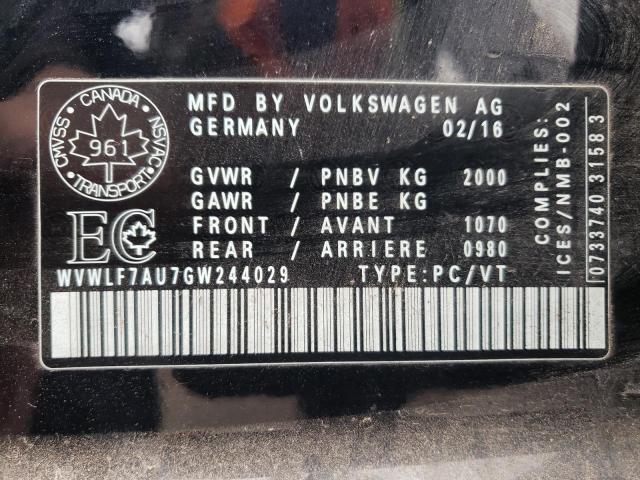 CANADA
CMVSS
NSVAC
961
TRANSPORT
MFD BY VOLKSWAGEN AG
GERMANY 02/16
GVWR / PNBV KG 2000
GAWR / PNBE KG
FRONT / AVANT 1070
REAR / ARRIERE 0980
EC
WVWLF7AU7GW244029 TYPE:PC/VT
COMPLIES:
ICES/NMB-002
0733740 31583